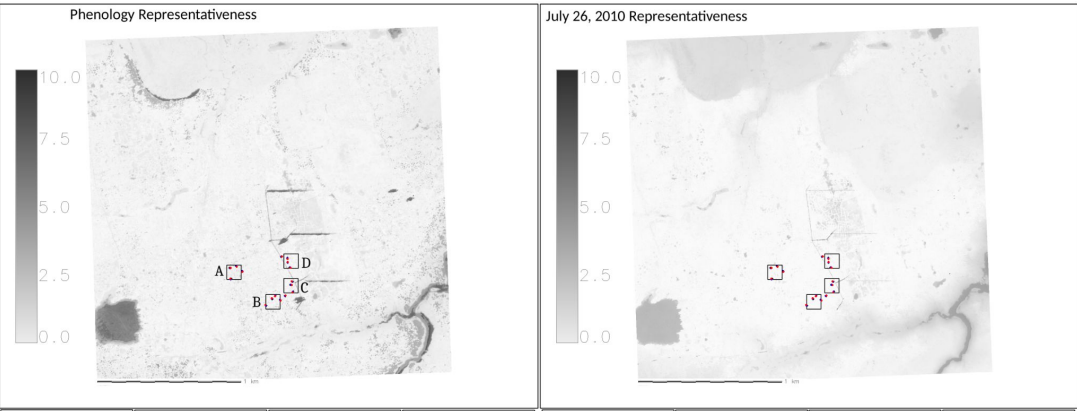 Phenology Representativeness
10.0
7.5
5.0
2.5
0.0
A
D
C
B
1 km
July 26, 2010 Representativeness
10.0
7.5
5.0
2.5
0.0
1 km